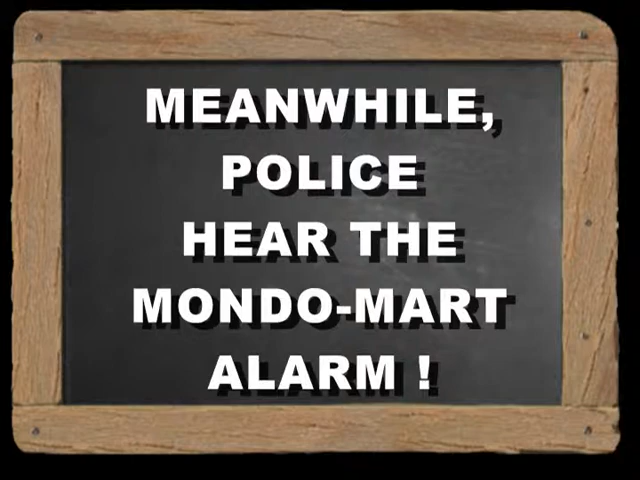 MEANWHILE,
POLICE
HEAR THE
MONDO-MART
ALARM !